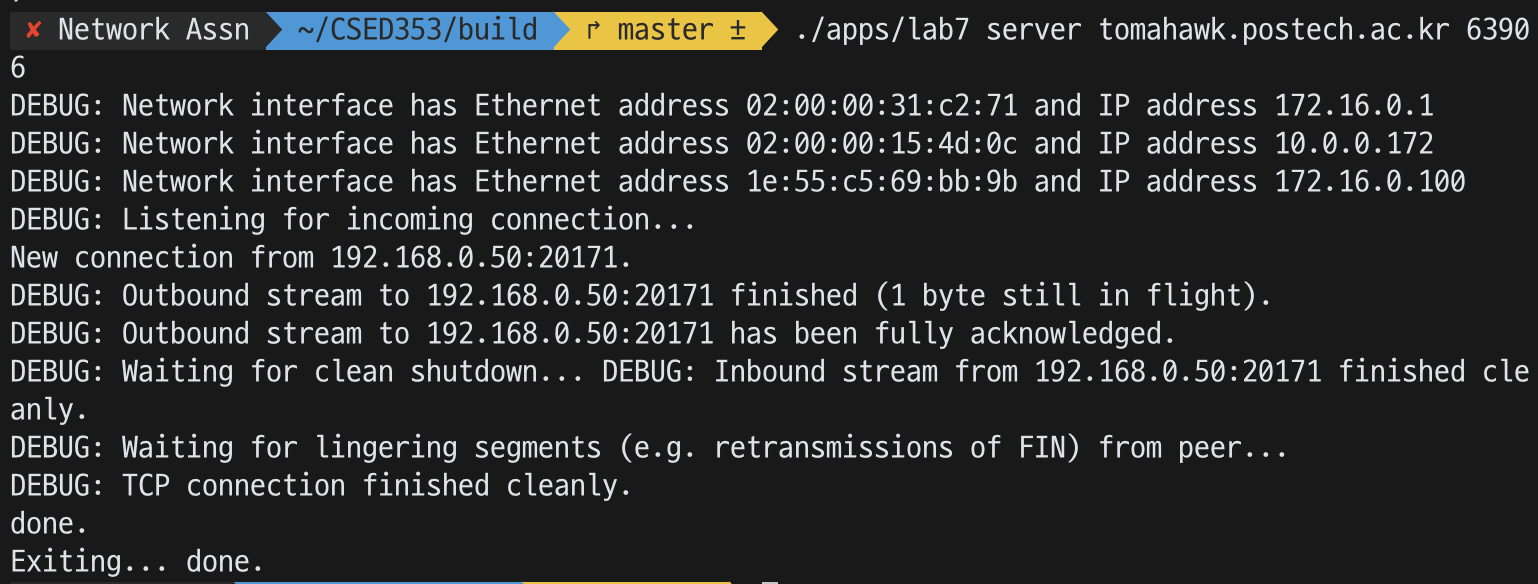 ✘ Network Assn ~/CSED353/build ↱ master ± ./apps/lab7 server tomahawk.postech.ac.kr 6390
6
DEBUG: Network interface has Ethernet address 02:00:00:31:c2:71 and IP address 172.16.0.1
DEBUG: Network interface has Ethernet address 02:00:00:15:4d:0c and IP address 10.0.0.172
DEBUG: Network interface has Ethernet address 1e:55:c5:69:bb:9b and IP address 172.16.0.100
DEBUG: Listening for incoming connection...
New connection from 192.168.0.50:20171.
DEBUG: Outbound stream to 192.168.0.50:20171 finished (1 byte still in flight).
DEBUG: Outbound stream to 192.168.0.50:20171 has been fully acknowledged.
DEBUG: Waiting for clean shutdown... DEBUG: Inbound stream from 192.168.0.50:20171 finished cle
anly.
DEBUG: Waiting for lingering segments (e.g. retransmissions of FIN) from peer...
DEBUG: TCP connection finished cleanly.
done.
Exiting... done.